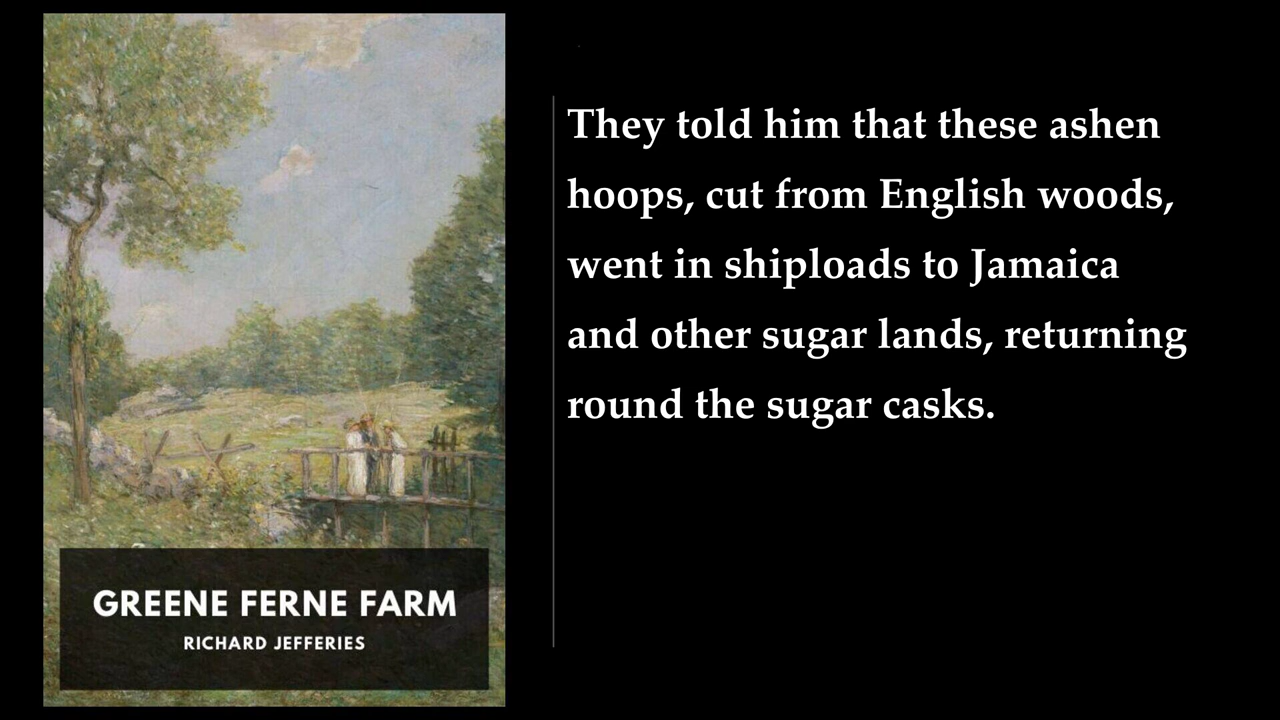 GREENE FERNE FARM
RICHARD JEFFERIES
They told him that these ashen
hoops, cut from English woods,
went in shiploads to Jamaica
and other sugar lands, returning
round the sugar casks.